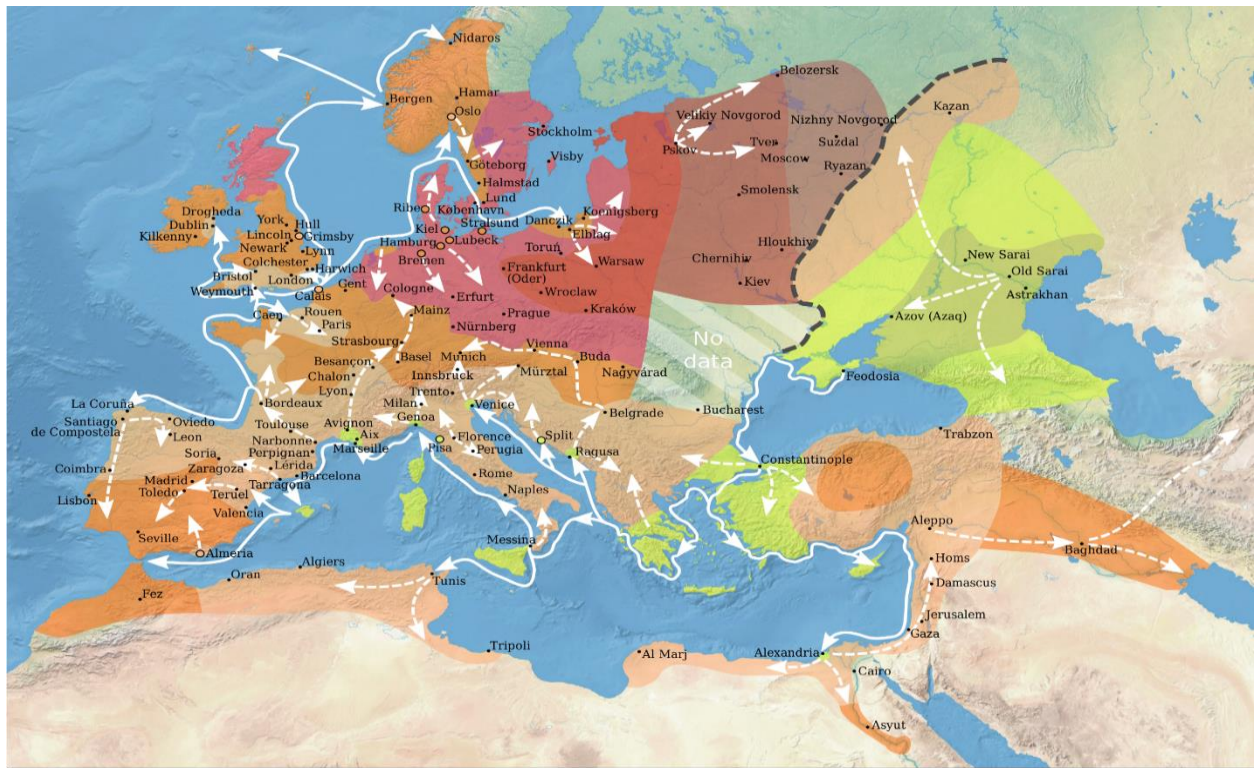 Nidaros
Belozersk
Bergen
Hamar
Oslo
Kazan
Stockholm
Velikiy Novgorod
Nizhny Novgorod
Pskov
Tver
Suzdal
Moscow
Ryazan
Göteborg
Visby
Halmstad
Smolensk
Drogheda
Dublin
Kilkenny
York
Hull
Lincoln
Grimsby
Newark
Lynn
Ribe
København
Lund
Stralsund
Danczik
Koenigsberg
Elbląg
Kiel
Lubeck
Hamburg
Bremen
Toruń
Warsaw
Hloukhiv
Chernihiv
Kiev
New Sarai
Old Sarai
Astrakhan
Colchester
Harwich
Bristol
London
Weymouth
Calais
Gent
Cologne
Erfurt
Frankfurt
(Oder)
Wroclaw
Kraków
Prague
Azov (Azaq)
Caen
Rouen
Paris
Mainz
Nürnberg
No
data
Strasbourg
Besançon
Basel
Munich
Vienna
Buda
Chalon
Innsbruck
Mürztal
Nagyvárad
Feodosia
Lyon
Trento
Milan
Venice
La Coruña
Bordeaux
Belgrade
Bucharest
Santiago
de Compostela
Oviedo
Leon
Toulouse
Avignon
Genoa
Aix
Marseille
Pisa
Florence
Perugia
Split
Ragusa
Trabzon
Narbonne
Perpignan
Soria
Zaragoza
Lérida
Barcelona
Coimbra
Madrid
Toledo
Tarragona
Teruel
Rome
Naples
Constantinople
Lisbon
Valencia
Seville
Almeria
Messina
Aleppo
Baghdad
Homs
Algiers
Oran
Tunis
Damascus
Fez
Jerusalem
Gaza
Tripoli
Al Marj
Alexandria
Cairo
Asyut